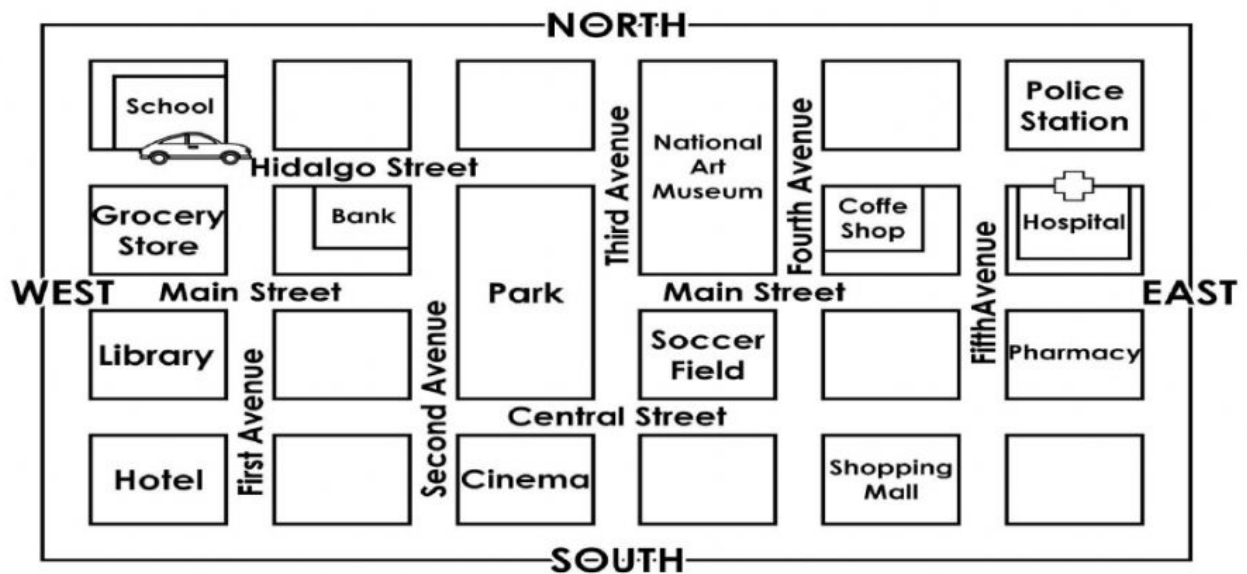 NORTH
School
Police
Station
Third Avenue
National
Art
Museum
Fourth Avenue
Hidalgo Street
Grocery
Store
Bank
Coffe
Shop
Hospital
WEST
Main Street
Park
Main Street
EAST
FifthAvenue
Library
First Avenue
Second Avenue
Soccer
Field
Pharmacy
Central Street
Hotel
Cinema
Shopping
Mall
SOUTH